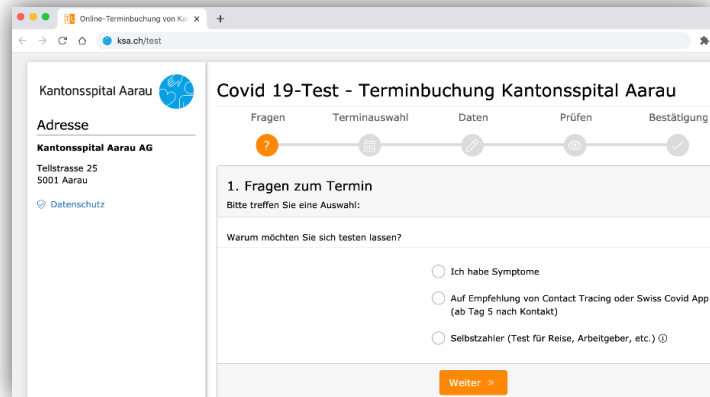 Online-Terminbuchung von Ka
ksa.ch/test
Kantonsspital Aarau
Adresse
Kantonsspital Aarau AG
Tellstrasse 25
5001 Aarau
Datenschutz
Covid 19-Test - Terminbuchung Kantonsspital Aarau
Fragen Terminauswahl Daten Prüfen Bestätigung
?
1. Fragen zum Termin
Bitte treffen Sie eine Auswahl:
Warum möchten Sie sich testen lassen?
Ich habe Symptome
Auf Empfehlung von Contact Tracing oder Swiss Covid App
(ab Tag 5 nach Kontakt)
Selbstzahler (Test für Reise, Arbeitgeber, etc.)
Weiter »